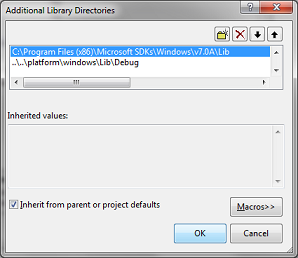 Additional Library Directories
C:\Program Files (x86)\Microsoft SDKs\Windows\v7.0A\Lib
..\..\platform\windows\Lib\Debug
Inherited values:
Inherit from parent or project defaults
Macros>>
OK
Cancel